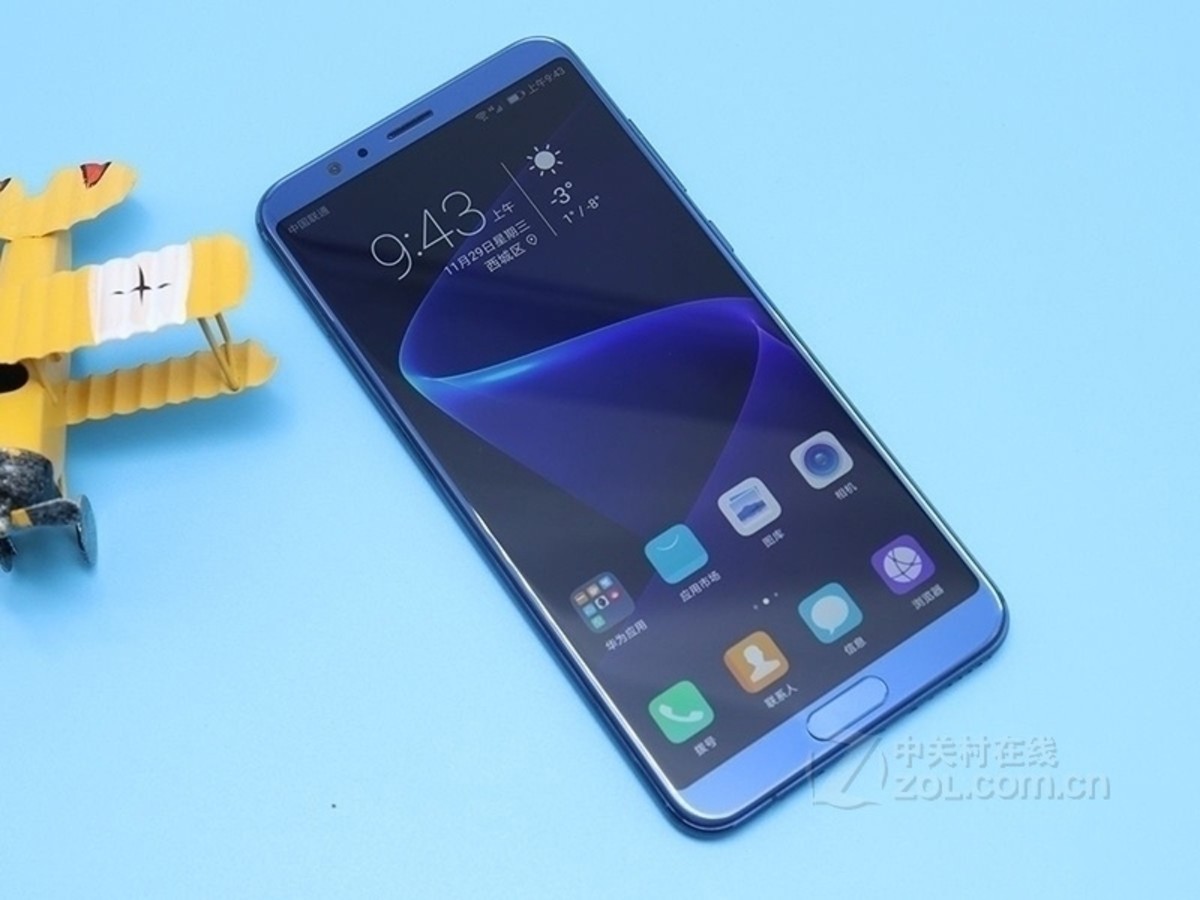 中国联通
上午9:43
9:43 上午
11月29日星期三
西城区
-3°
1° / -8°
华为应用
应用市场
图库
相机
拨号
联系人
信息
浏览器
中关村在线
ZOL.com.cn